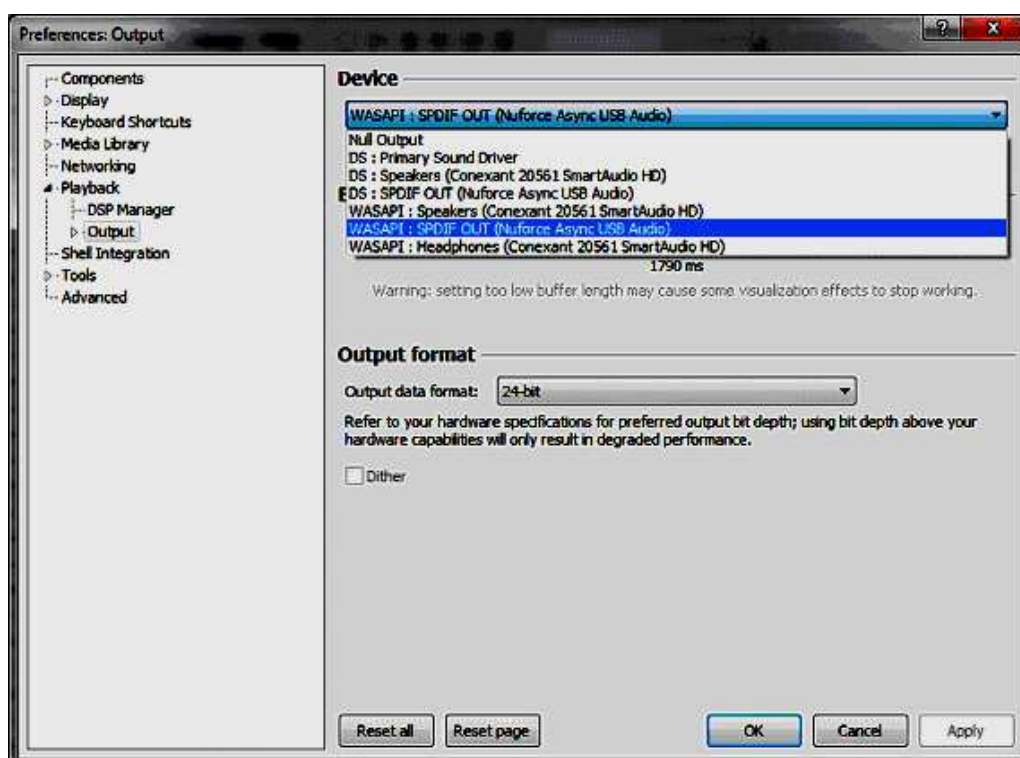 Preferences: Output
Components
Display
Keyboard Shortcuts
Media Library
Networking
Playback
DSP Manager
Output
Shell Integration
Tools
Advanced
Device
WASAPI : SPDIF OUT (Nuforce Async USB Audio)
Null Output
DS : Primary Sound Driver
DS : Speakers (Conexant 20561 SmartAudio HD)
DS : SPDIF OUT (Nuforce Async USB Audio)
WASAPI : Speakers (Conexant 20561 SmartAudio HD)
WASAPI : SPDIF OUT (Nuforce Async USB Audio)
WASAPI : Headphones (Conexant 20561 SmartAudio HD)
1790 ms
Warning: setting too low buffer length may cause some visualization effects to stop working.
Output format
Output data format: 24-bit
Refer to your hardware specifications for preferred output bit depth; using bit depth above your
hardware capabilities will only result in degraded performance.
Dither
Reset all Reset page OK Cancel Apply